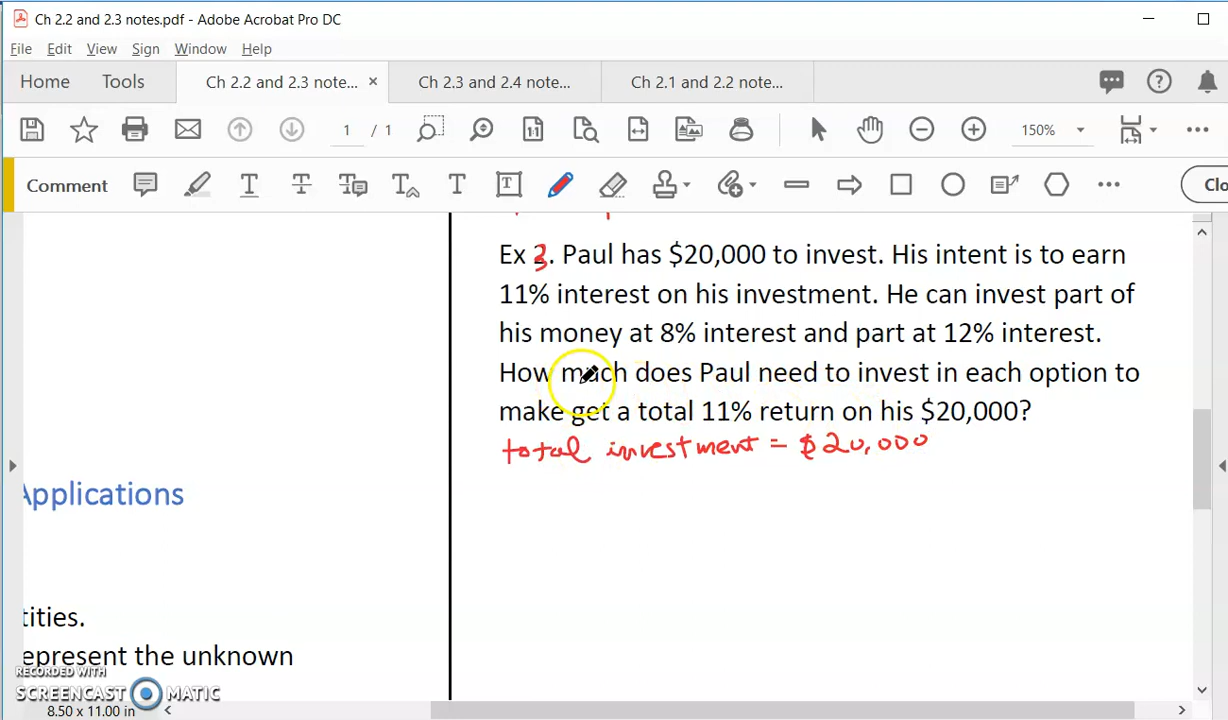 Ch 2.2 and 2.3 notes.pdf - Adobe Acrobat Pro DC
File Edit View Sign Window Help
Home Tools Ch 2.2 and 2.3 note... × Ch 2.3 and 2.4 note... Ch 2.1 and 2.2 note...
1 / 1 150%
Comment Clo
Ex 3. Paul has $20,000 to invest. His intent is to earn
11% interest on his investment. He can invest part of
his money at 8% interest and part at 12% interest.
How much does Paul need to invest in each option to
make get a total 11% return on his $20,000?
total investment = $20,000
Applications
tities.
epresent the unknown
RECORDED WITH
SCREENCAST MATIC
8.50 x 11.00 in